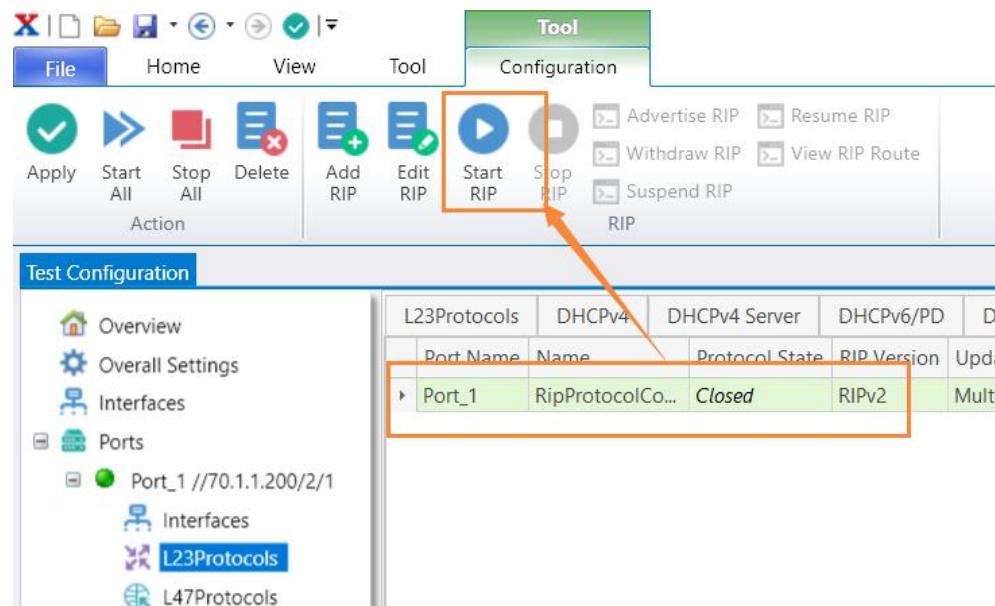 Tool
File Home View Tool Configuration
Apply Start All Stop All Delete Add RIP Edit RIP Start RIP Stop RIP
Advertise RIP Resume RIP
Withdraw RIP View RIP Route
Suspend RIP
Action RIP
Test Configuration
Overview
Overall Settings
Interfaces
Ports
Port_1 //70.1.1.200/2/1
Interfaces
L23Protocols
L47Protocols
L23Protocols DHCPv4 DHCPv4 Server DHCPv6/PD D
Port Name Name Protocol State RIP Version Upda
Port_1 RipProtocolCo... Closed RIPv2 Mult